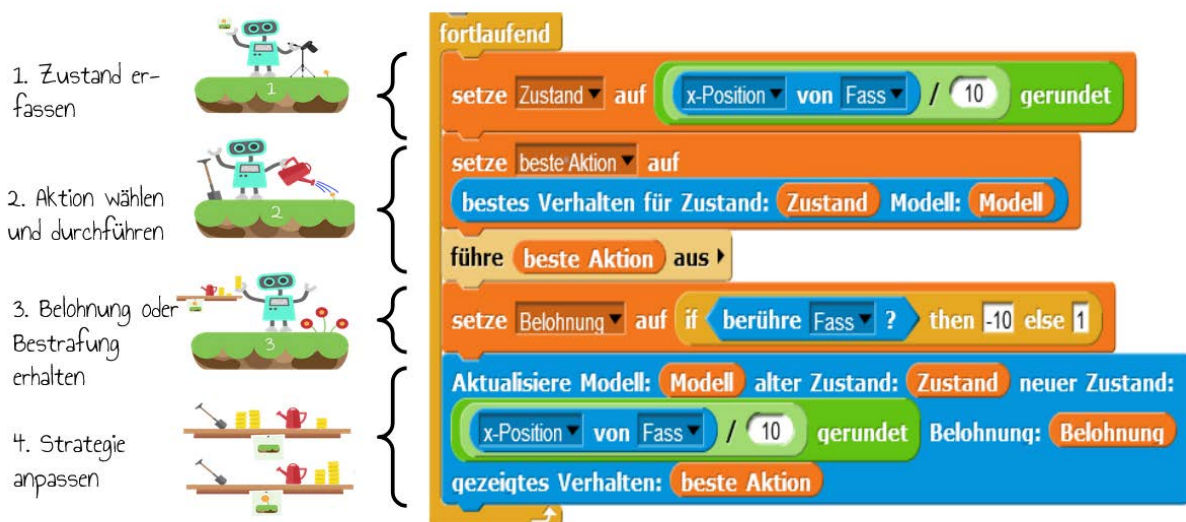 fortlaufend
1. Zustand er-
fassen
1
setze Zustand auf x-Position von Fass / 10 gerundet
2. Aktion wählen
und durchführen
2
setze beste Aktion auf
bestes Verhalten für Zustand: Zustand Modell: Modell
führe beste Aktion aus
3. Belohnung oder
Bestrafung
erhalten
3
setze Belohnung auf if berühre Fass ? then -10 else 1
4. Strategie
anpassen
Aktualisiere Modell: Modell alter Zustand: Zustand neuer Zustand:
x-Position von Fass / 10 gerundet Belohnung: Belohnung
gezeigtes Verhalten: beste Aktion